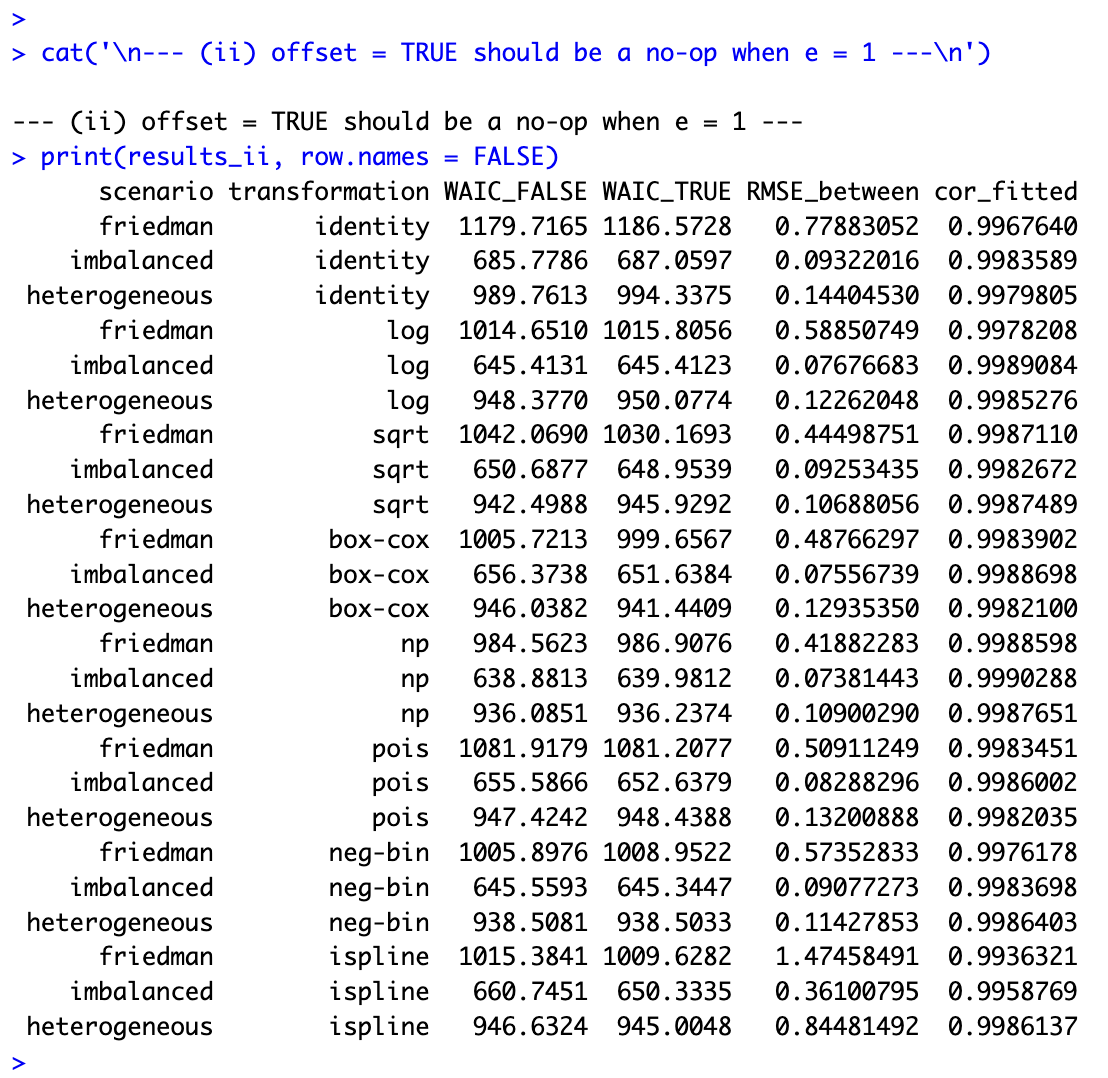 >
> cat('\n--- (ii) offset = TRUE should be a no-op when e = 1 ---\n')
--- (ii) offset = TRUE should be a no-op when e = 1 ---
> print(results_ii, row.names = FALSE)
scenario transformation WAIC_FALSE WAIC_TRUE RMSE_between cor_fitted
friedman identity 1179.7165 1186.5728 0.77883052 0.9967640
imbalanced identity 685.7786 687.0597 0.09322016 0.9983589
heterogeneous identity 989.7613 994.3375 0.14404530 0.9979805
friedman log 1014.6510 1015.8056 0.58850749 0.9978208
imbalanced log 645.4131 645.4123 0.07676683 0.9989084
heterogeneous log 948.3770 950.0774 0.12262048 0.9985276
friedman sqrt 1042.0690 1030.1693 0.44498751 0.9987110
imbalanced sqrt 650.6877 648.9539 0.09253435 0.9982672
heterogeneous sqrt 942.4988 945.9292 0.10688056 0.9987489
friedman box-cox 1005.7213 999.6567 0.48766297 0.9983902
imbalanced box-cox 656.3738 651.6384 0.07556739 0.9988698
heterogeneous box-cox 946.0382 941.4409 0.12935350 0.9982100
friedman np 984.5623 986.9076 0.41882283 0.9988598
imbalanced np 638.8813 639.9812 0.07381443 0.9990288
heterogeneous np 936.0851 936.2374 0.10900290 0.9987651
friedman pois 1081.9179 1081.2077 0.50911249 0.9983451
imbalanced pois 655.5866 652.6379 0.08288296 0.9986002
heterogeneous pois 947.4242 948.4388 0.13200888 0.9982035
friedman neg-bin 1005.8976 1008.9522 0.57352833 0.9976178
imbalanced neg-bin 645.5593 645.3447 0.09077273 0.9983698
heterogeneous neg-bin 938.5081 938.5033 0.11427853 0.9986403
friedman ispline 1015.3841 1009.6282 1.47458491 0.9936321
imbalanced ispline 660.7451 650.3335 0.36100795 0.9958769
heterogeneous ispline 946.6324 945.0048 0.84481492 0.9986137
>